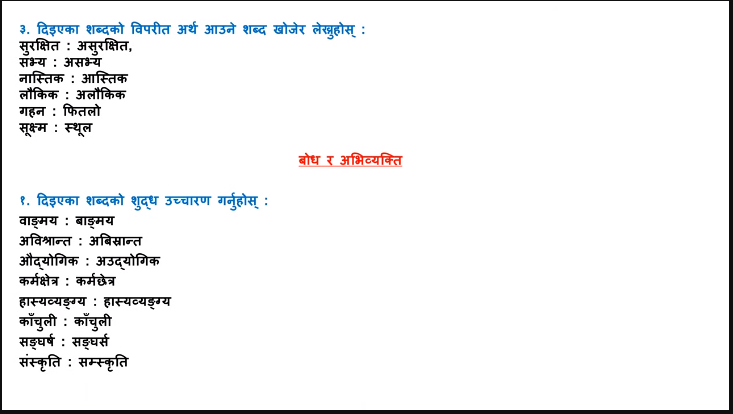 ३. दिइएका शब्दको विपरीत अर्थ आउने शब्द खोजेर लेख्नुहोस् :
सुरक्षित : असुरक्षित,
सभ्य : असभ्य
नास्तिक : आस्तिक
लौकिक : अलौकिक
गहन : फितलो
सूक्ष्म : स्थूल
बोध र अभिव्यक्ति
१. दिइएका शब्दको शुद्ध उच्चारण गर्नुहोस् :
वाङ्मय : बाङ्मय
अविश्रान्त : अबिस्रान्त
औद्योगिक : अउद्योगिक
कर्मक्षेत्र : कर्मछेत्र
हास्यव्यङ्ग्य : हास्यव्यङ्ग्य
काँचुली : काँचुली
सङ्घर्ष : सङ्घर्स
संस्कृति : सम्स्कृति